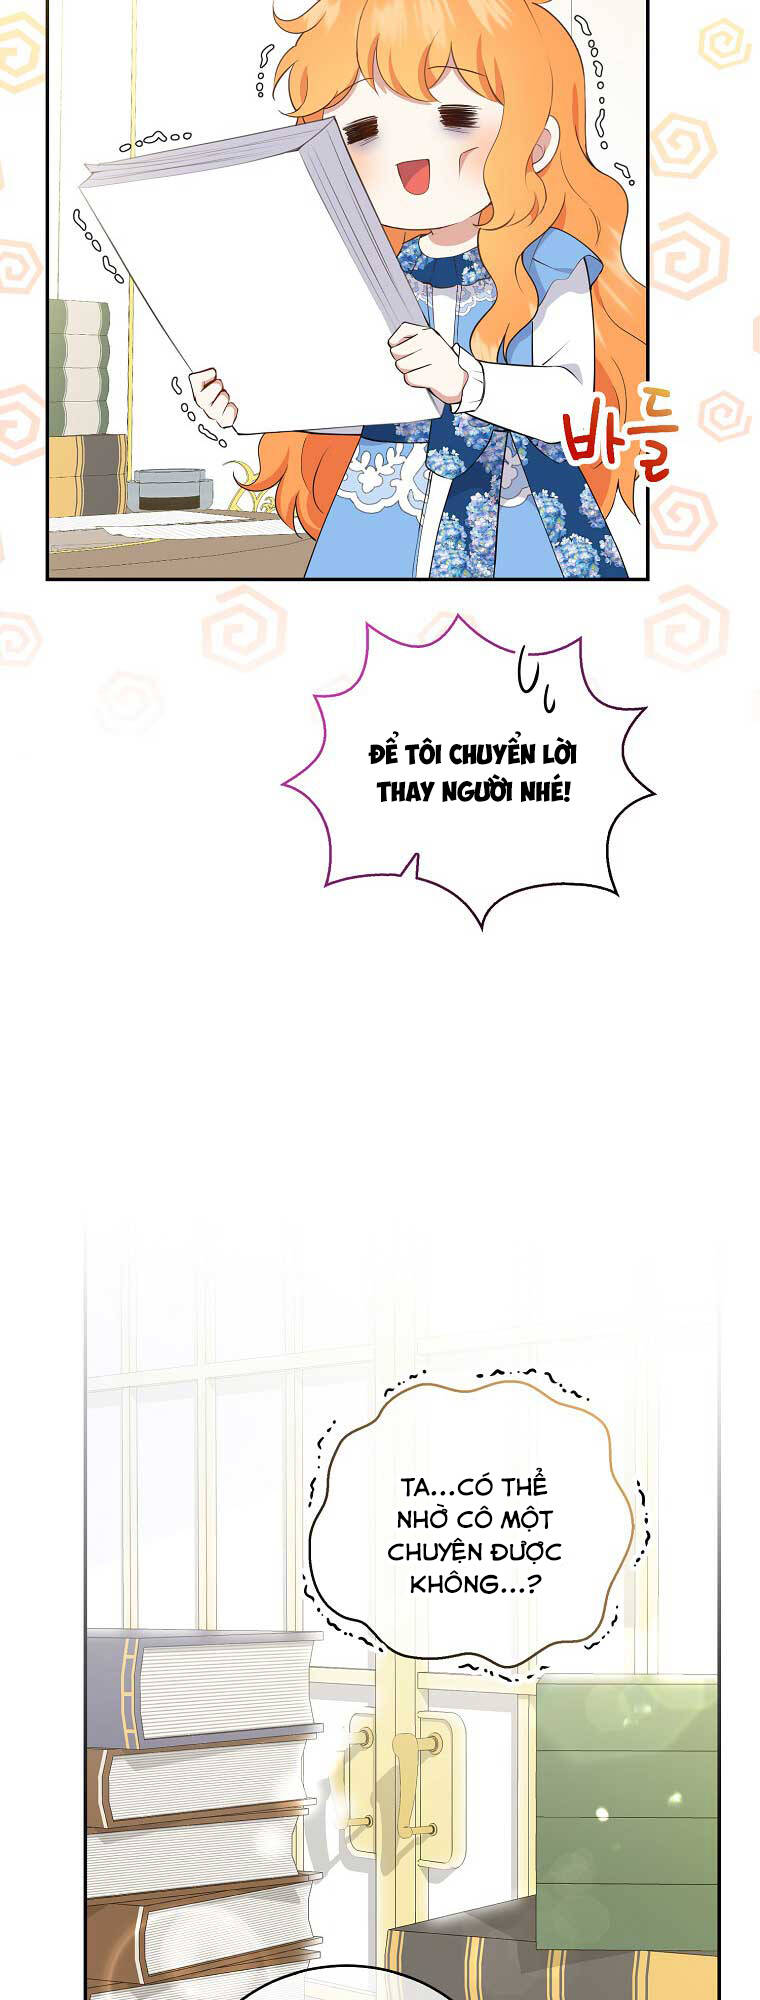 바들
ĐỂ TÔI CHUYỂN LỜI
THAY NGƯỜI NHÉ!
TA...CÓ THỂ
NHỜ CÔ MỘT
CHUYỆN ĐƯỢC
KHÔNG...?